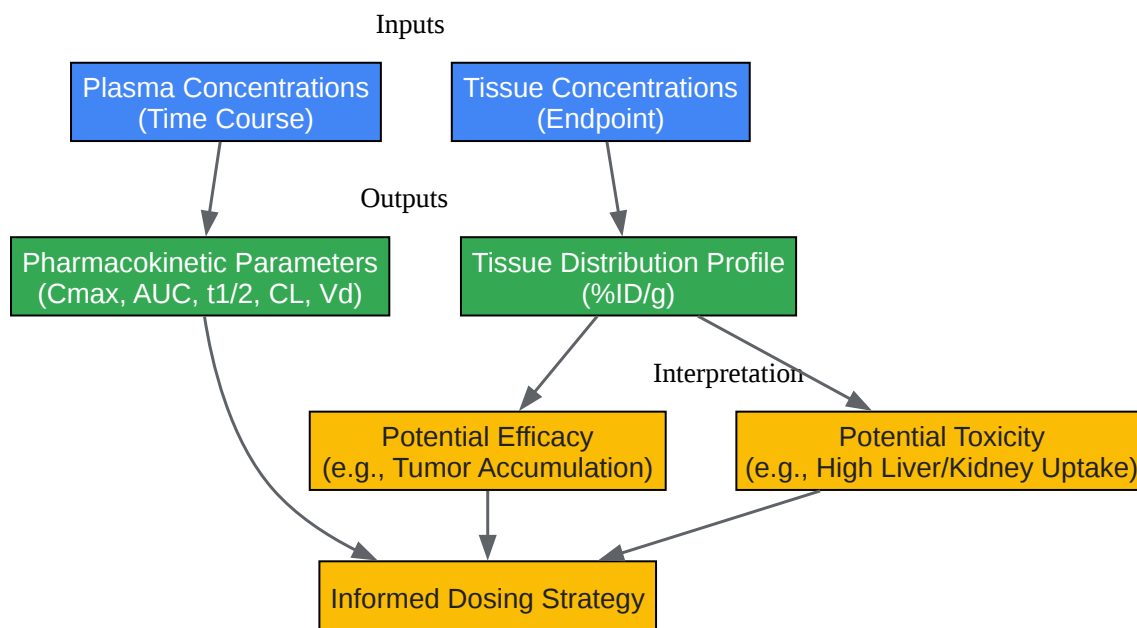 Inputs
Plasma Concentrations
(Time Course)
Tissue Concentrations
(Endpoint)
Outputs
Pharmacokinetic Parameters
(Cmax, AUC, t1/2, CL, Vd)
Tissue Distribution Profile
(%ID/g)
Interpretation
Potential Efficacy
(e.g., Tumor Accumulation)
Potential Toxicity
(e.g., High Liver/Kidney Uptake)
Informed Dosing Strategy